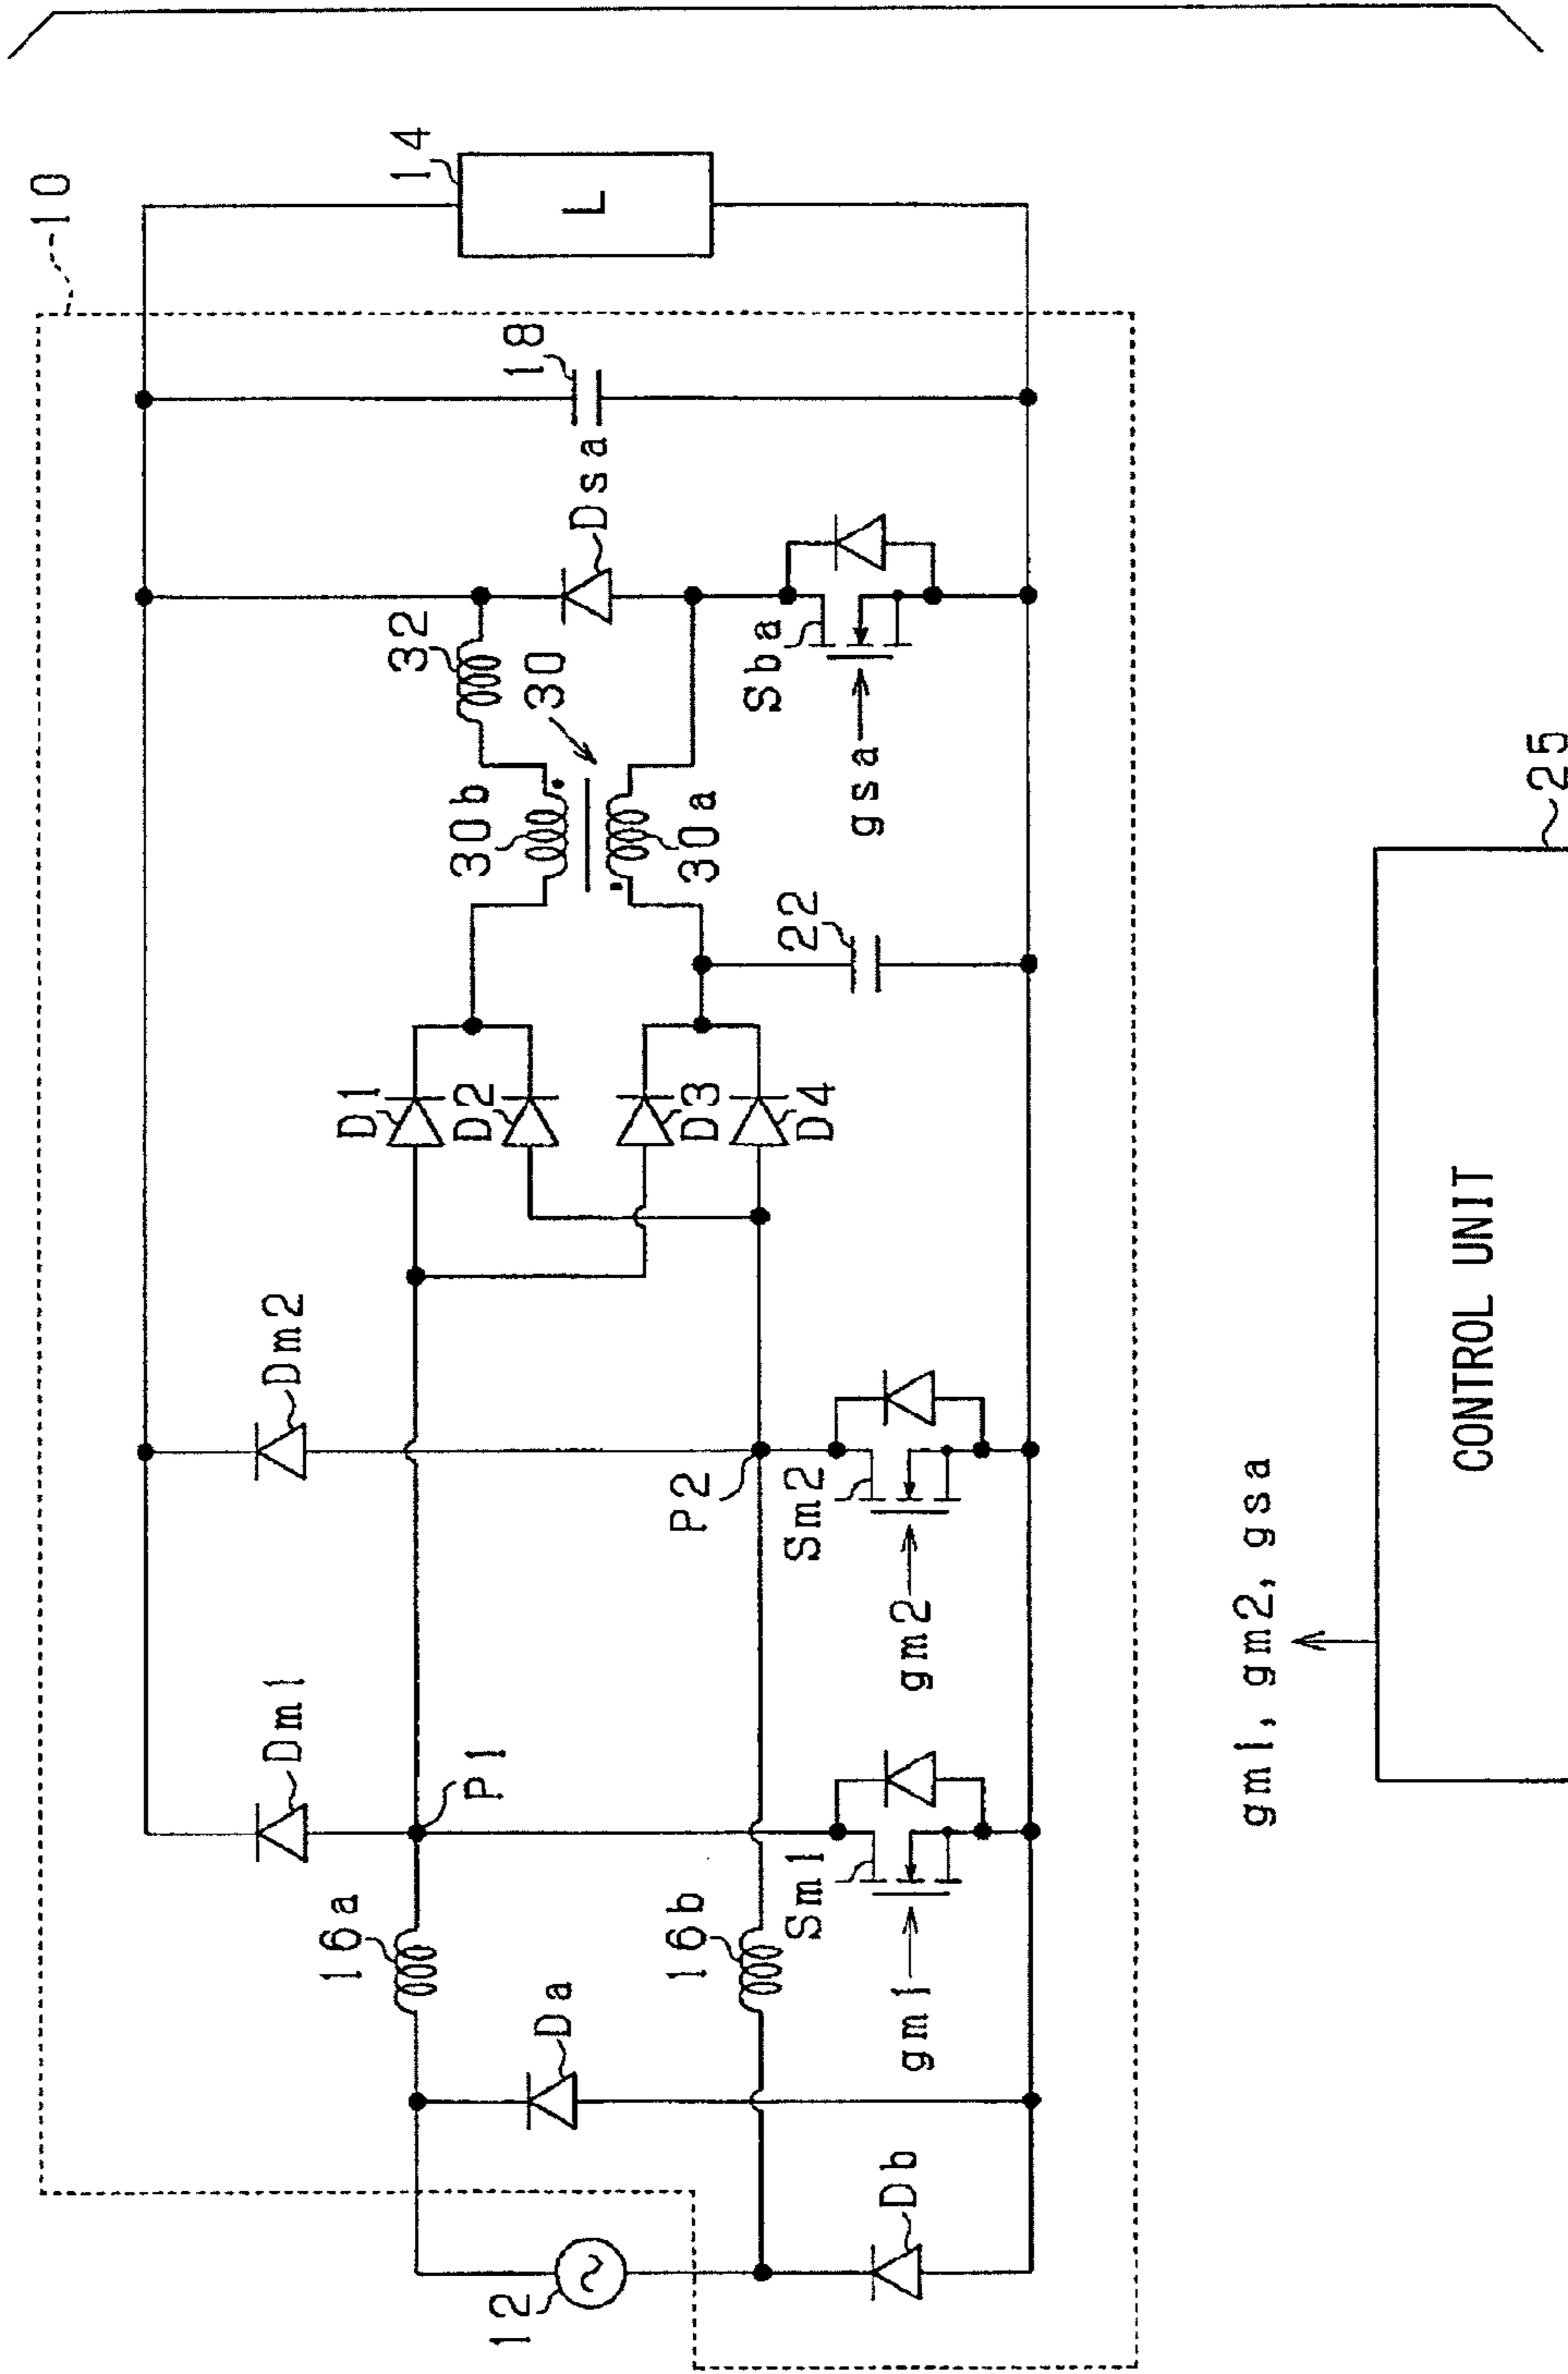 10
14
L
18
Dsa
32
30
30b
30a
Sba
gsa
22
D1
D2
D3
D4
Dm2
Dm1
P1
P2
Sm2
gm2
16a
16b
Sm1
gm1
Da
Db
12
gm1, gm2, gsa
CONTROL UNIT
25